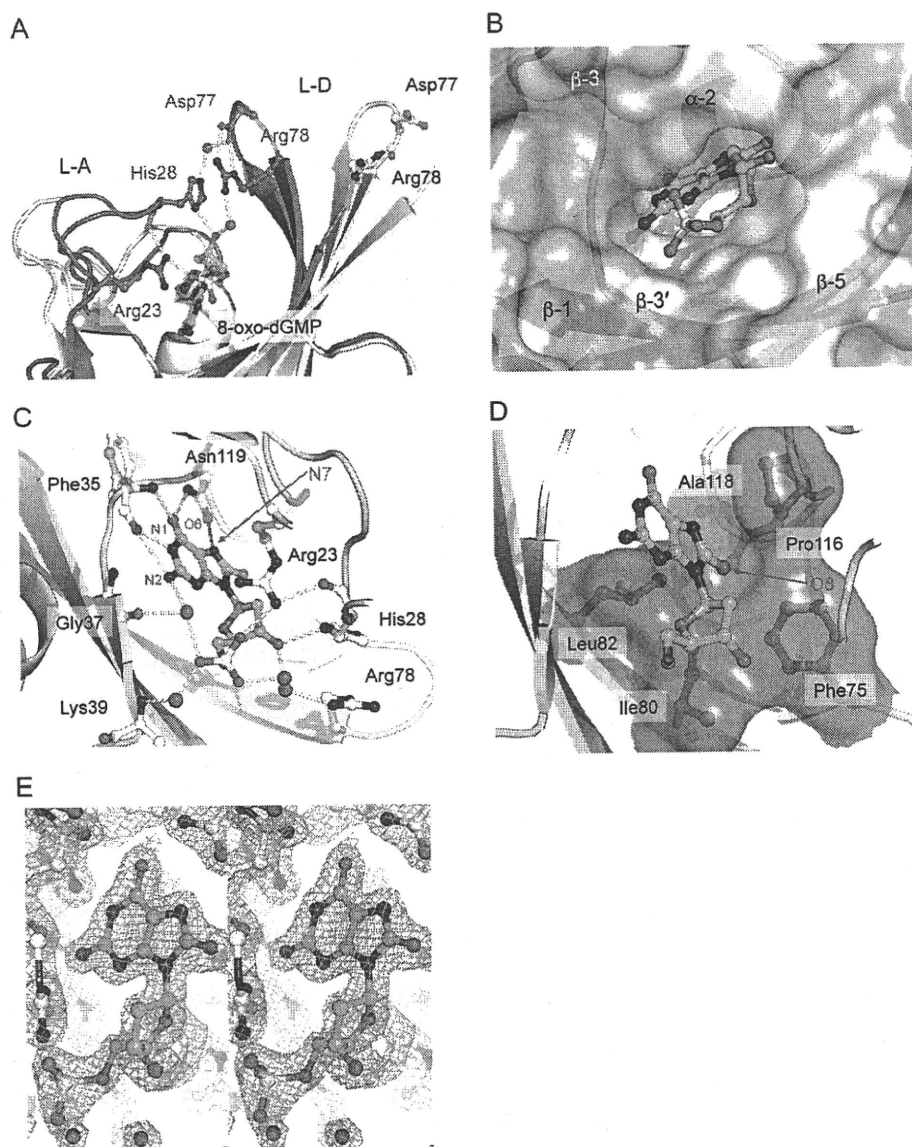 A
L-D
Asp77
Asp77
L-A
His28
Arg78
Arg78
Arg23
8-oxo-dGMP
B
β-3
α-2
β-1
β-3′
β-5
C
Asn119
Phe35
N7
N1
O6
Arg23
N2
Gly37
His28
Arg78
Lys39
D
Ala118
Pro116
O8
Leu82
Phe75
Ile80
E